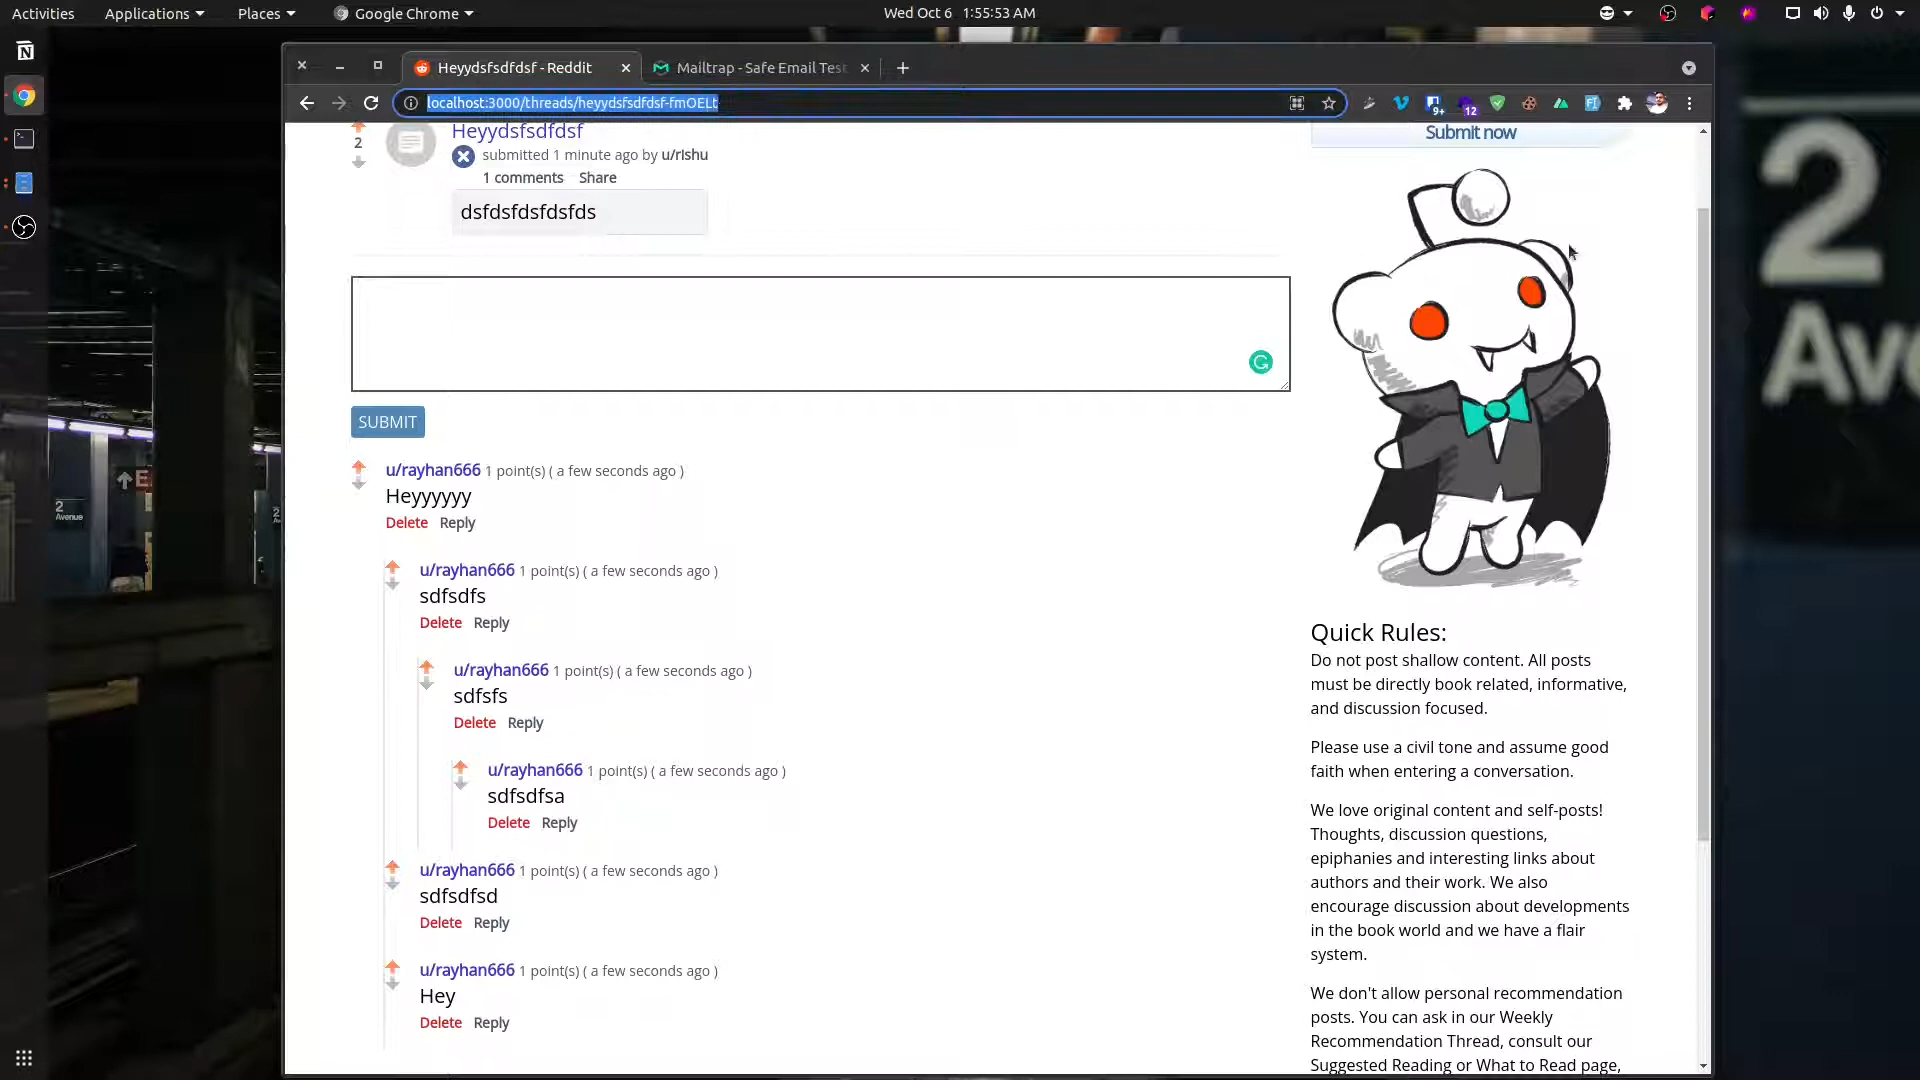 Activities Applications Places Google Chrome Wed Oct 6 1:55:53 AM
Heyydsfsdfdsf - Reddit Mailtrap - Safe Email Test
localhost:3000/threads/heyydsfsdfdsf-fmOELt
9+ 12
Heyydsfsdfdsf
2
submitted 1 minute ago by u/rIshu
1 comments Share
dsfdsfdsfdsfds
SUBMIT
u/rayhan666 1 point(s) ( a few seconds ago )
Heyyyyyy
Delete Reply
u/rayhan666 1 point(s) ( a few seconds ago )
sdfsdfs
Delete Reply
u/rayhan666 1 point(s) ( a few seconds ago )
sdfsfs
Delete Reply
u/rayhan666 1 point(s) ( a few seconds ago )
sdfsdfsa
Delete Reply
u/rayhan666 1 point(s) ( a few seconds ago )
sdfsdfsd
Delete Reply
u/rayhan666 1 point(s) ( a few seconds ago )
Hey
Delete Reply
Submit now
Quick Rules:
Do not post shallow content. All posts
must be directly book related, informative,
and discussion focused.
Please use a civil tone and assume good
faith when entering a conversation.
We love original content and self-posts!
Thoughts, discussion questions,
epiphanies and interesting links about
authors and their work. We also
encourage discussion about developments
in the book world and we have a flair
system.
We don't allow personal recommendation
posts. You can ask in our Weekly
Recommendation Thread, consult our
Suggested Reading or What to Read page,
2
Avenue
2
Ave